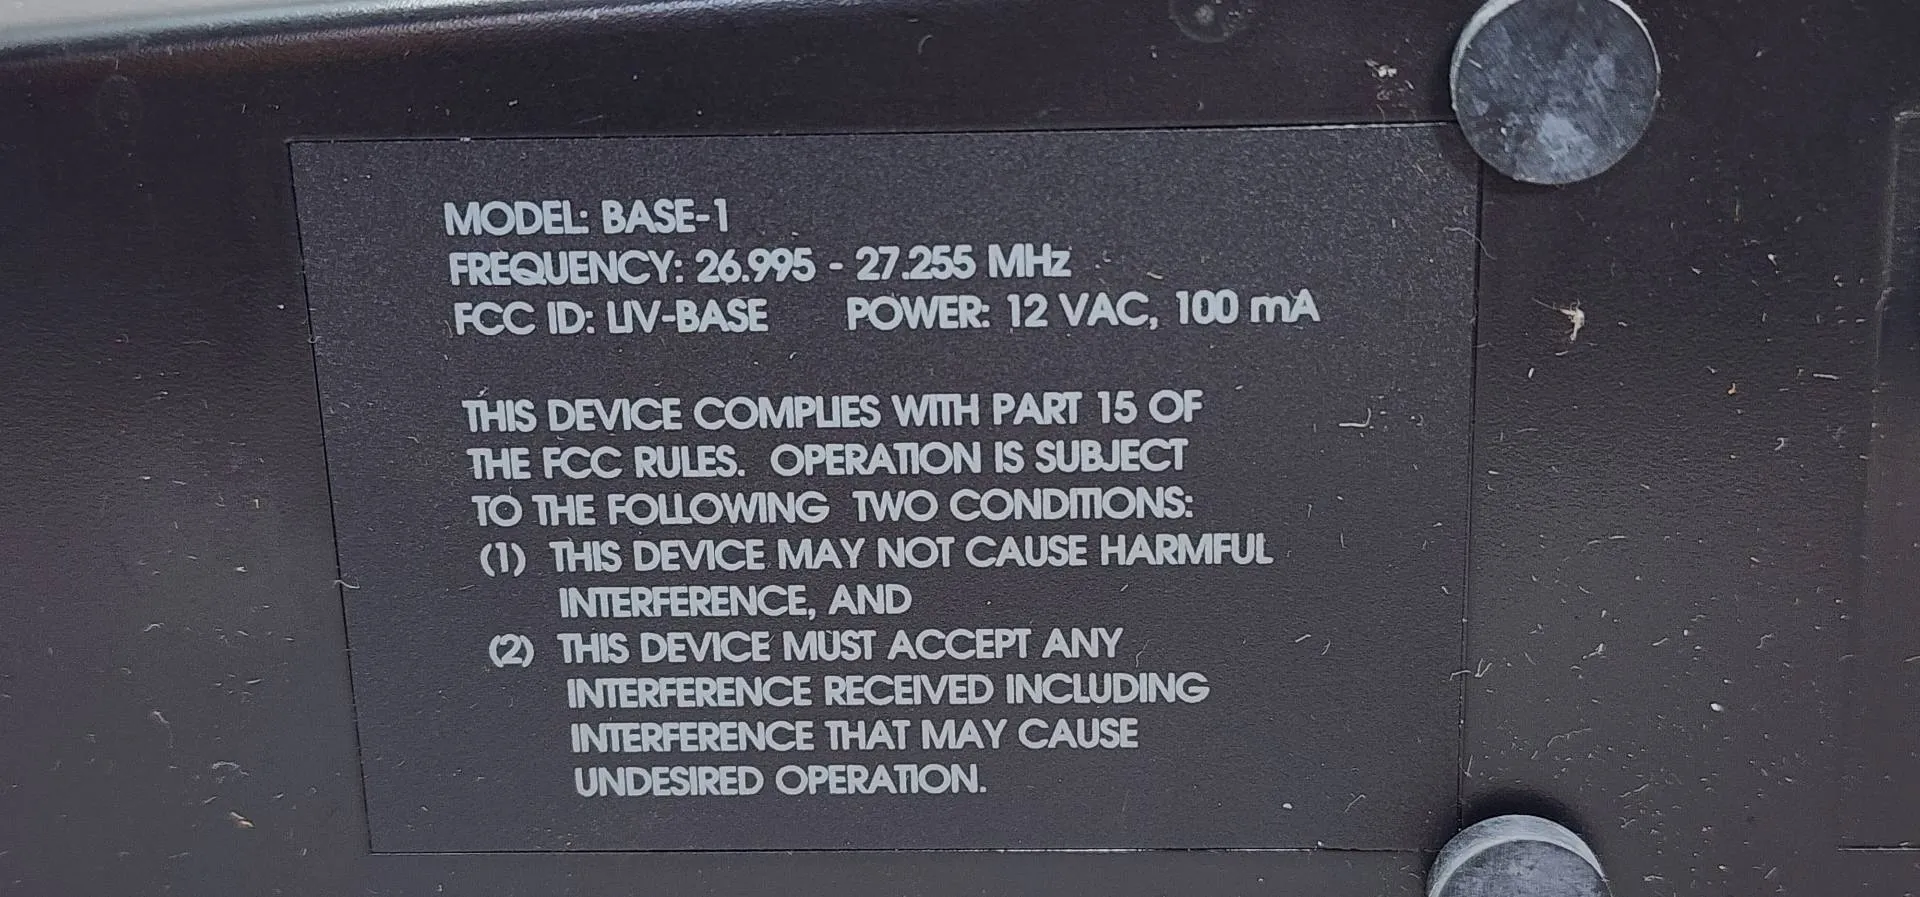 MODEL: BASE-1
FREQUENCY: 26.995 - 27.255 MHz
FCC ID: LIV-BASE POWER: 12 VAC, 100 mA
THIS DEVICE COMPLIES WITH PART 15 OF
THE FCC RULES. OPERATION IS SUBJECT
TO THE FOLLOWING TWO CONDITIONS:
(1) THIS DEVICE MAY NOT CAUSE HARMFUL
INTERFERENCE, AND
(2) THIS DEVICE MUST ACCEPT ANY
INTERFERENCE RECEIVED INCLUDING
INTERFERENCE THAT MAY CAUSE
UNDESIRED OPERATION.